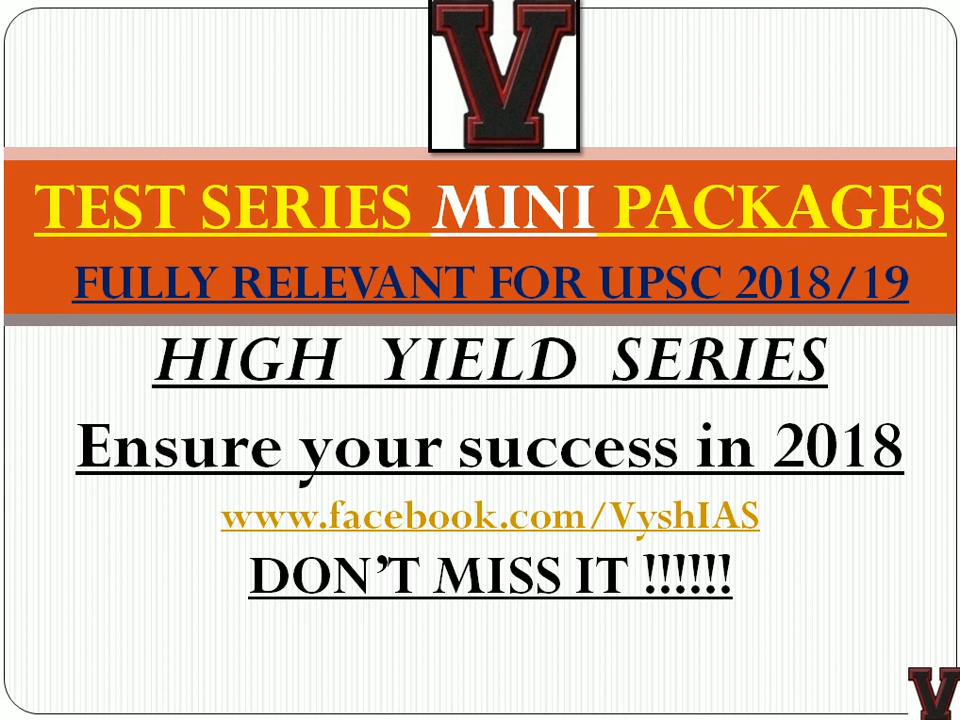 V
TEST SERIES MINI PACKAGES
FULLY RELEVANT FOR UPSC 2018/19
HIGH YIELD SERIES
Ensure your success in 2018
www.facebook.com/VyshIAS
DON’T MISS IT !!!!!!
V